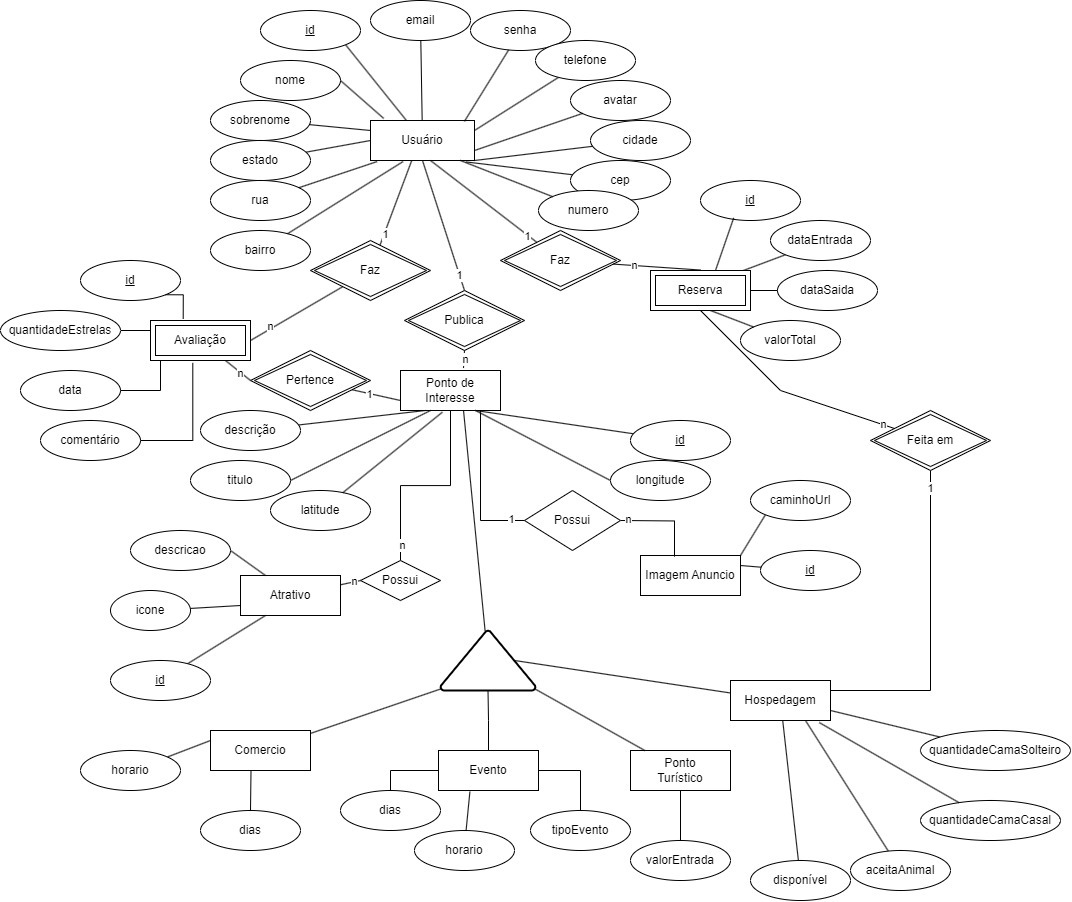 id
email
senha
telefone
nome
avatar
sobrenome
Usuário
cidade
estado
cep
rua
numero
bairro
1
1
1
Faz
Faz
n
id
dataEntrada
Reserva
dataSaida
valorTotal
id
quantidadeEstrelas
Avaliação
n
Publica
n
data
n
Pertence
1
Ponto de
Interesse
comentário
descrição
id
titulo
longitude
latitude
n
Feita em
1
caminhoUrl
1
Possui
n
n
descricao
Imagem Anuncio
id
Atrativo
n
Possui
icone
id
Hospedagem
Comercio
horario
dias
Evento
dias
horario
tipoEvento
Ponto
Turístico
valorEntrada
quantidadeCamaSolteiro
quantidadeCamaCasal
aceitaAnimal
disponível